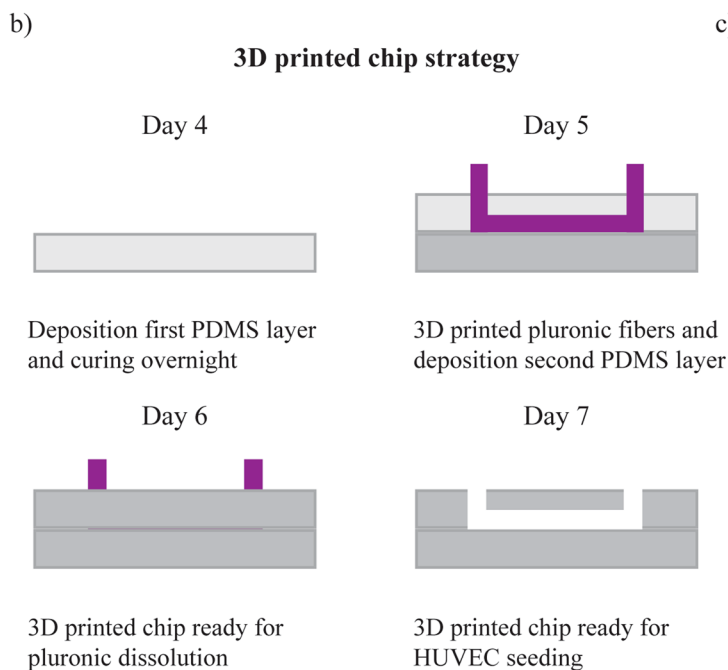 b)
c
3D printed chip strategy
Day 4
Day 5
Deposition first PDMS layer
and curing overnight
3D printed pluronic fibers and
deposition second PDMS layer
Day 6
Day 7
3D printed chip ready for
pluronic dissolution
3D printed chip ready for
HUVEC seeding